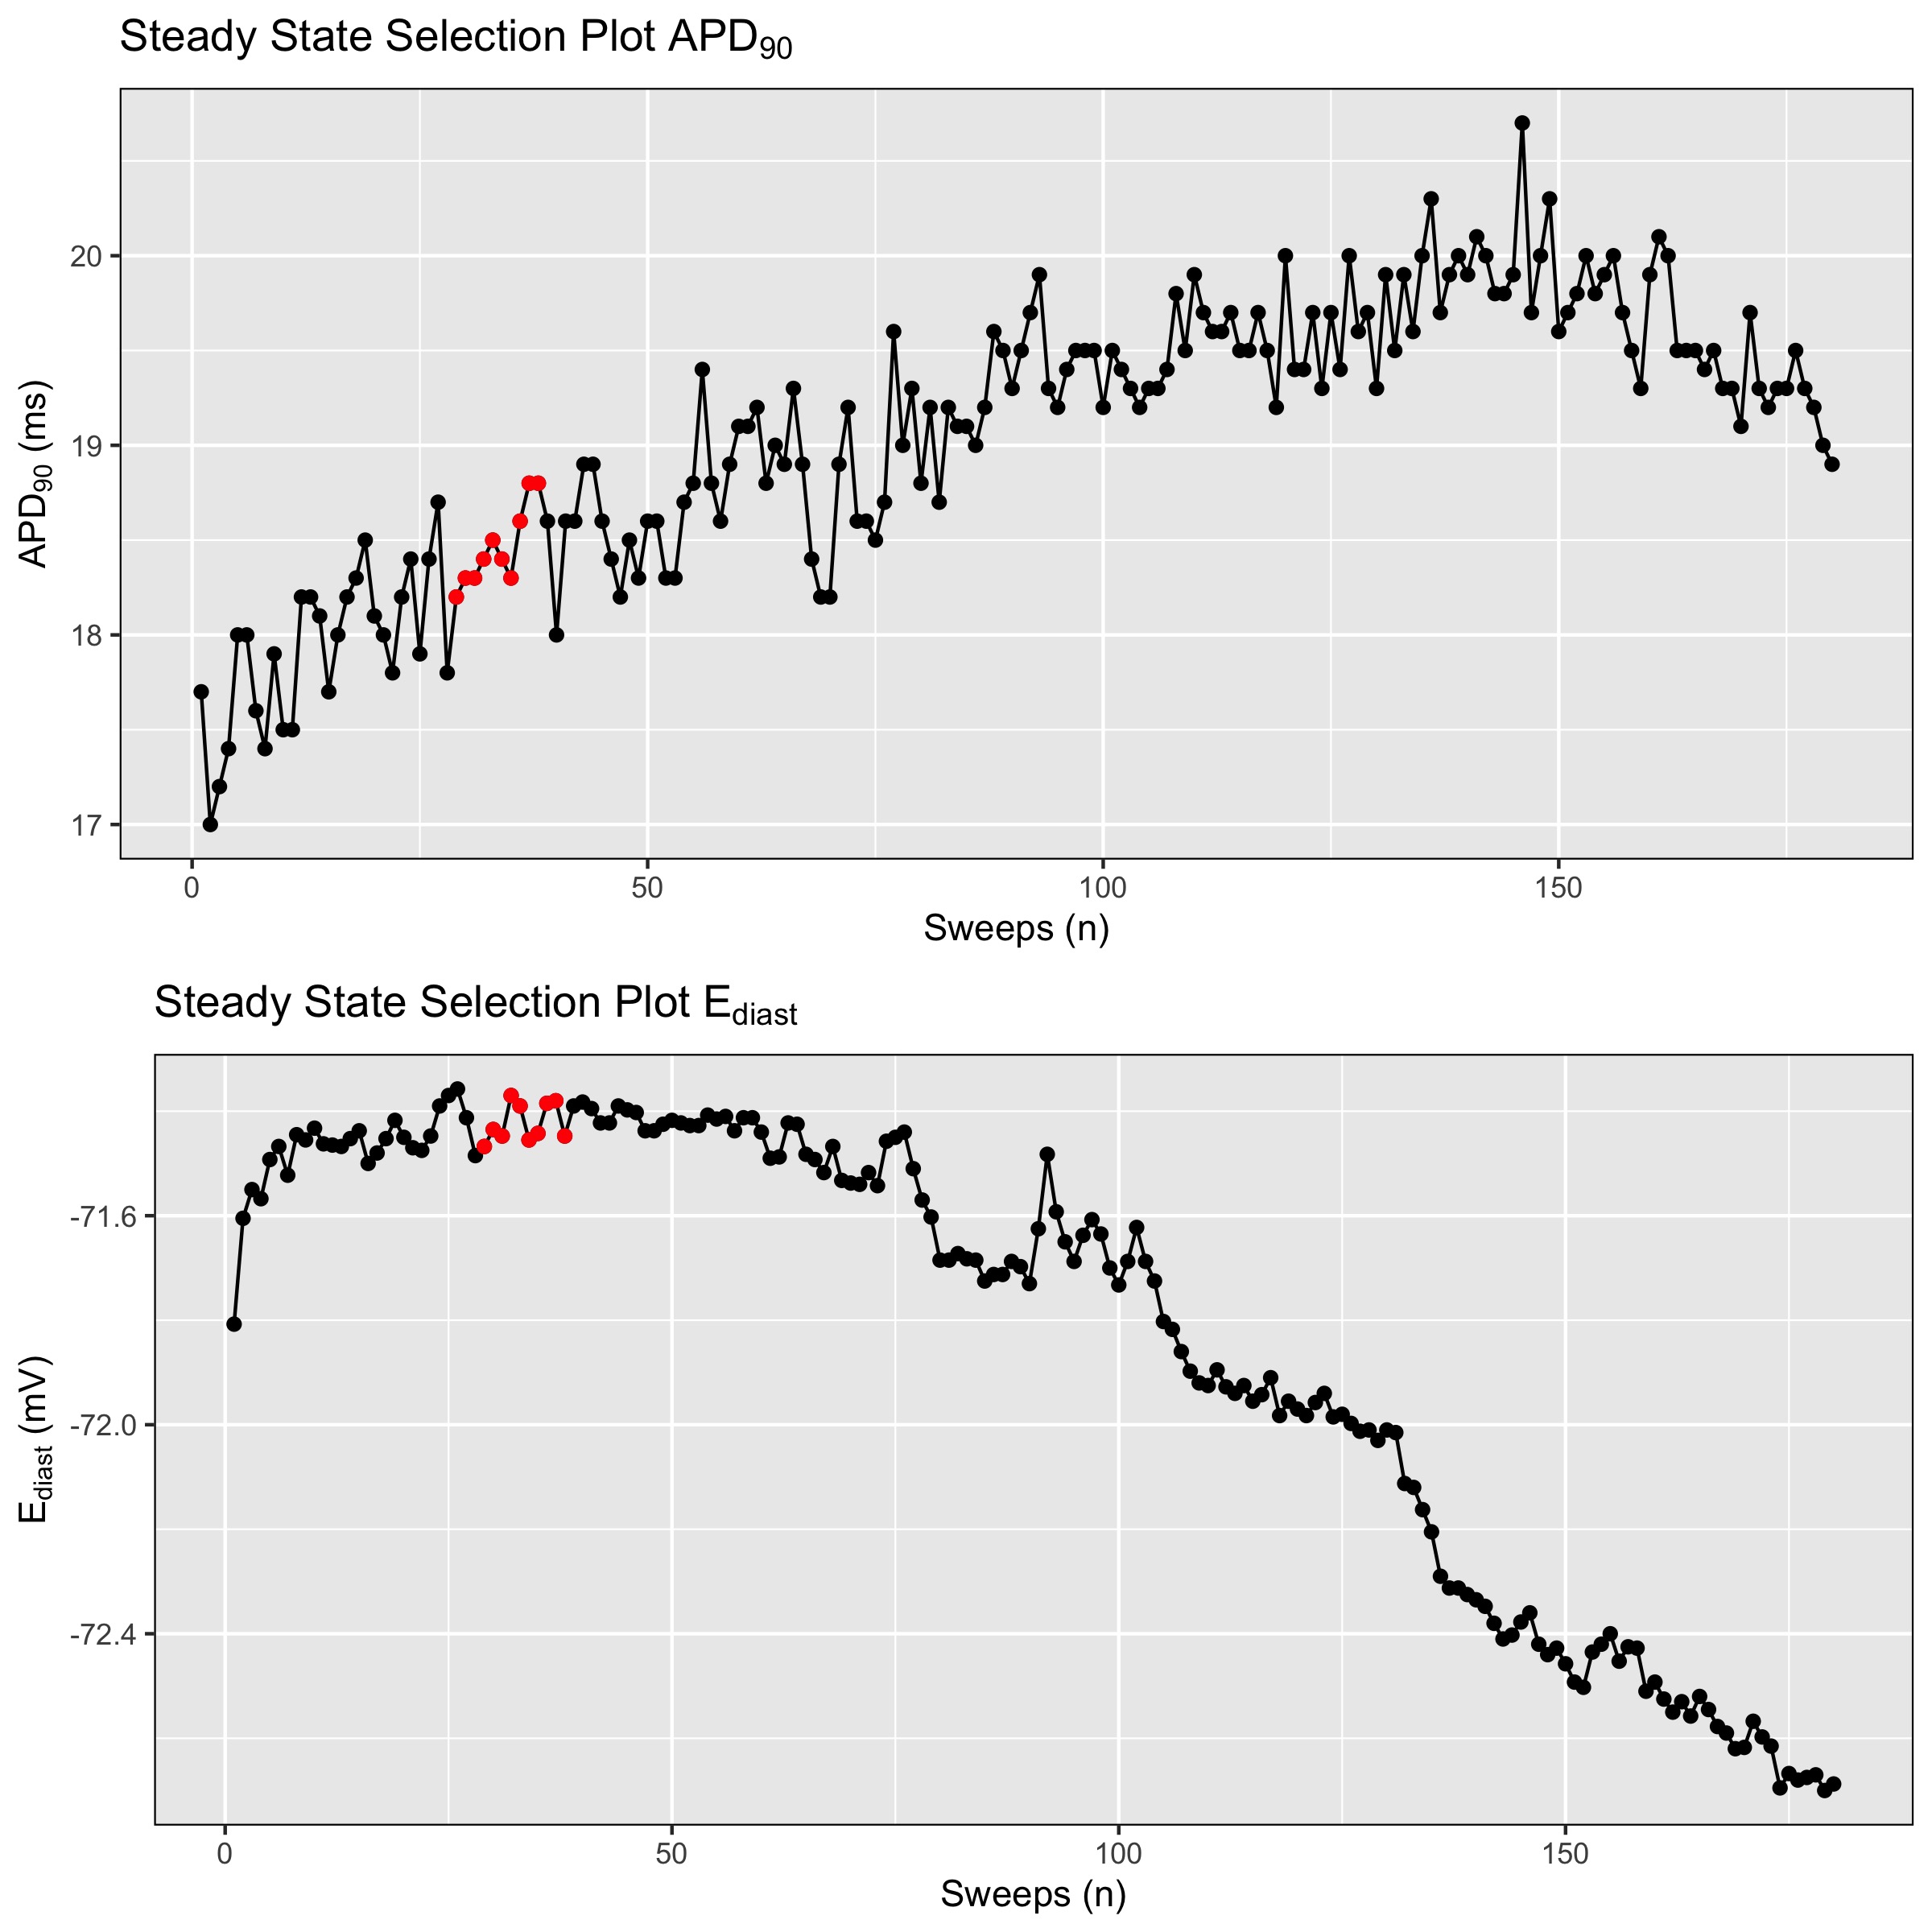 Steady State Selection Plot APD90
APD90 (ms)
20
19
18
17
0 50 100 150
Sweeps (n)
Steady State Selection Plot Ediast
Ediast (mV)
-71.6
-72.0
-72.4
0 50 100 150
Sweeps (n)